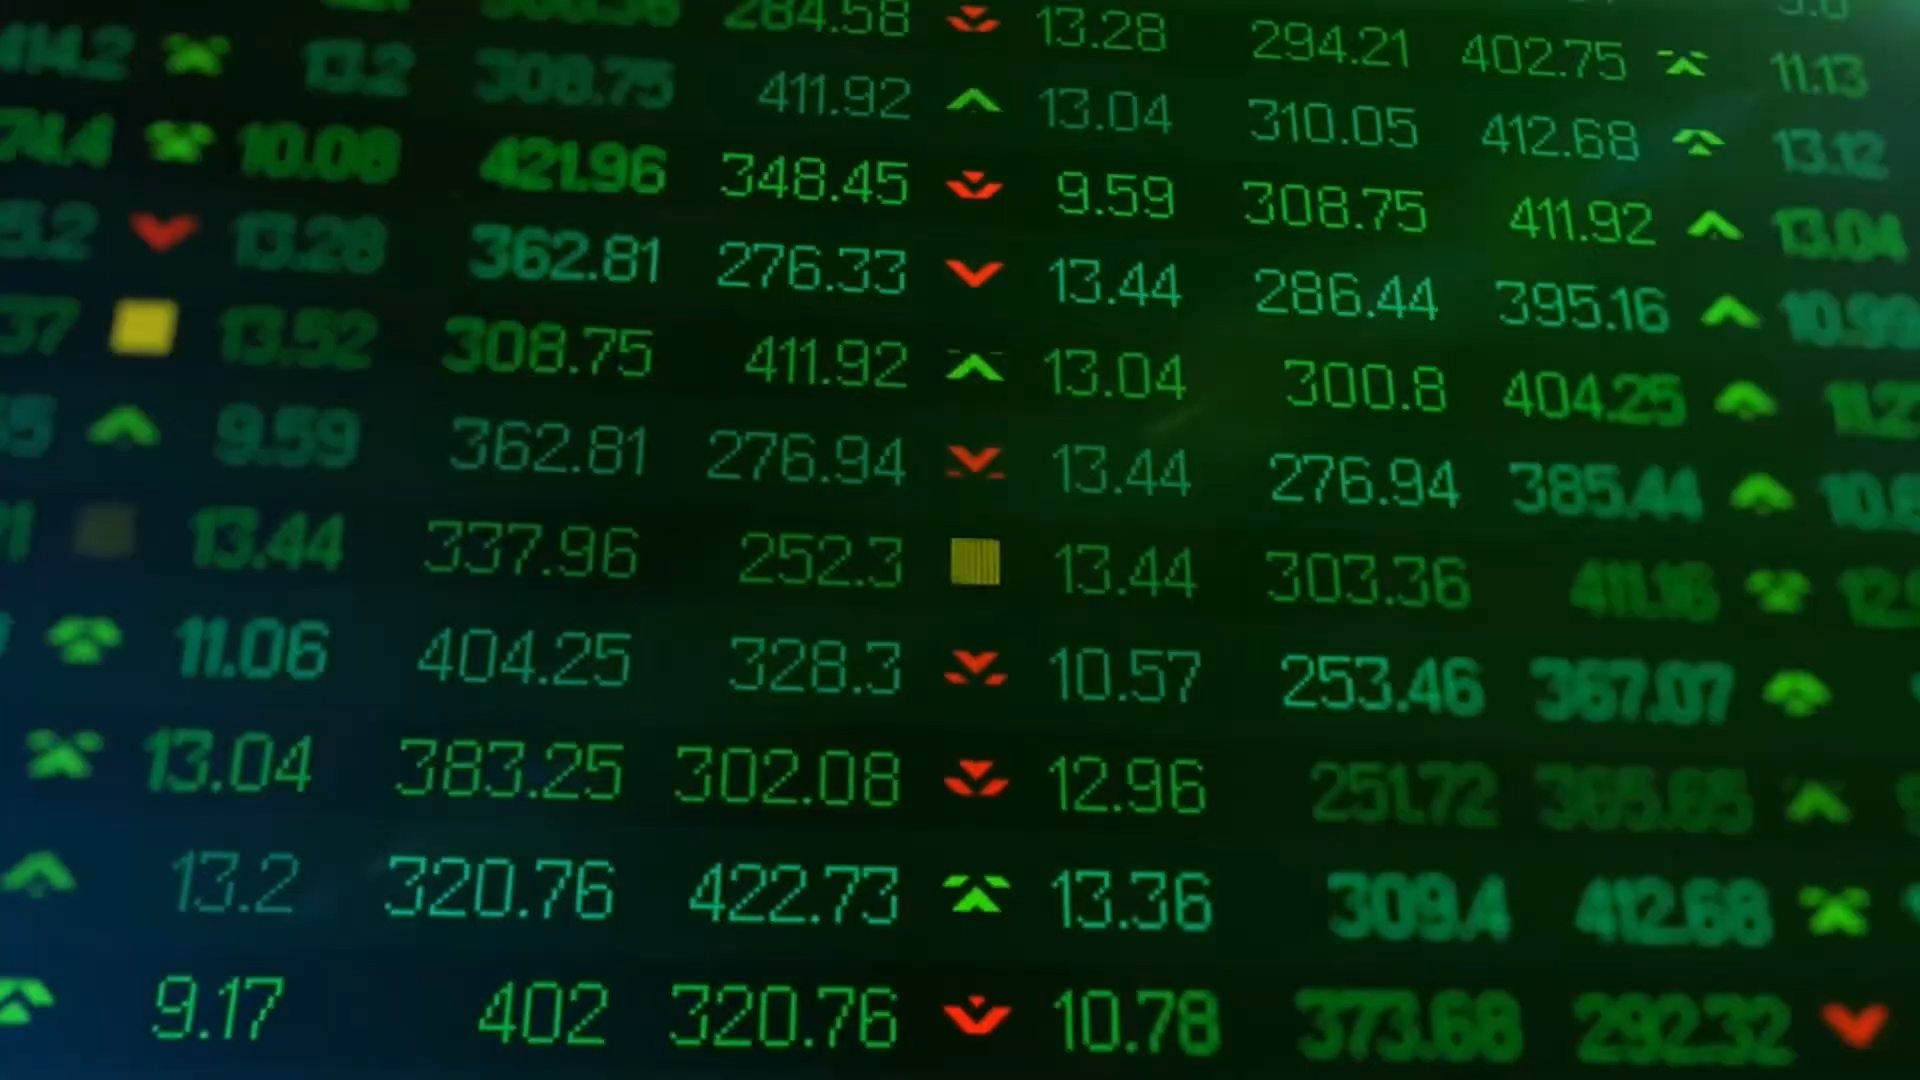 284.58 13.28 294.21 402.75 11.13
414.2 13.2 308.75 411.92 13.04 310.05 412.68 13.12
10.08 421.96 348.45 9.59 308.75 411.92 13.04
13.28 362.81 276.33 13.44 286.44 395.16 10.99
13.52 308.75 411.92 13.04 300.8 404.25
9.59 362.81 276.94 13.44 276.94 385.44
13.44 337.96 252.3 13.44 303.36 411.16
11.06 404.25 328.3 10.57 253.46 367.07
13.04 383.25 302.08 12.96 251.72 365.65
13.2 320.76 422.73 13.36 309.4 412.68
9.17 402 320.76 10.78 373.68 292.32